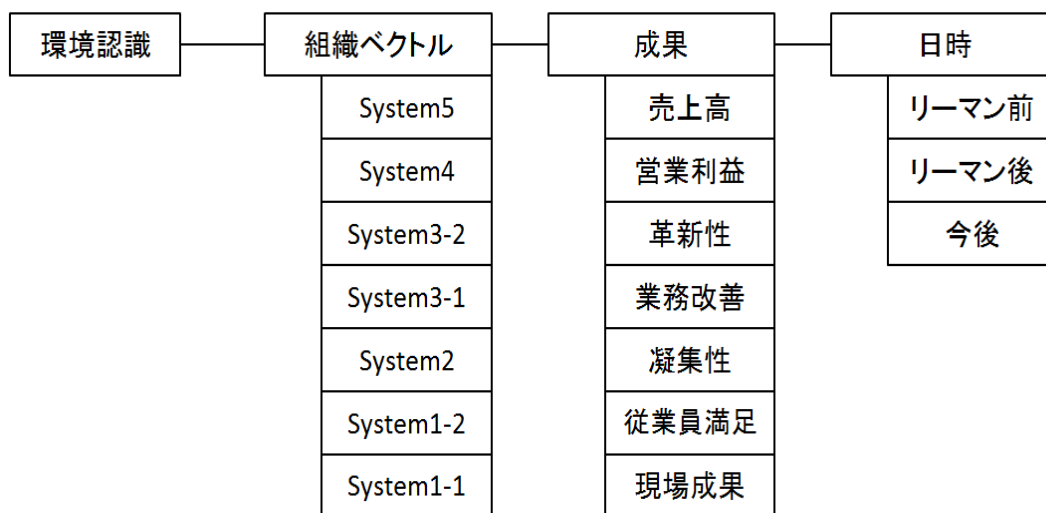 環境認識
組織ベクトル
成果
日時
System5
売上高
リーマン前
System4
営業利益
リーマン後
System3-2
革新性
今後
System3-1
業務改善
System2
凝集性
System1-2
従業員満足
System1-1
現場成果